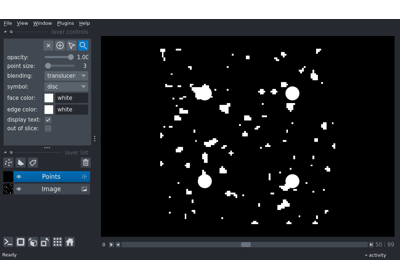 File View Window Plugins Help
layer controls
opacity: 1.00
point size: 3
blending: translucen
symbol: disc
face color: white
edge color: white
display text:
out of slice:
layer list
Points
Image
50 99
Ready
activity